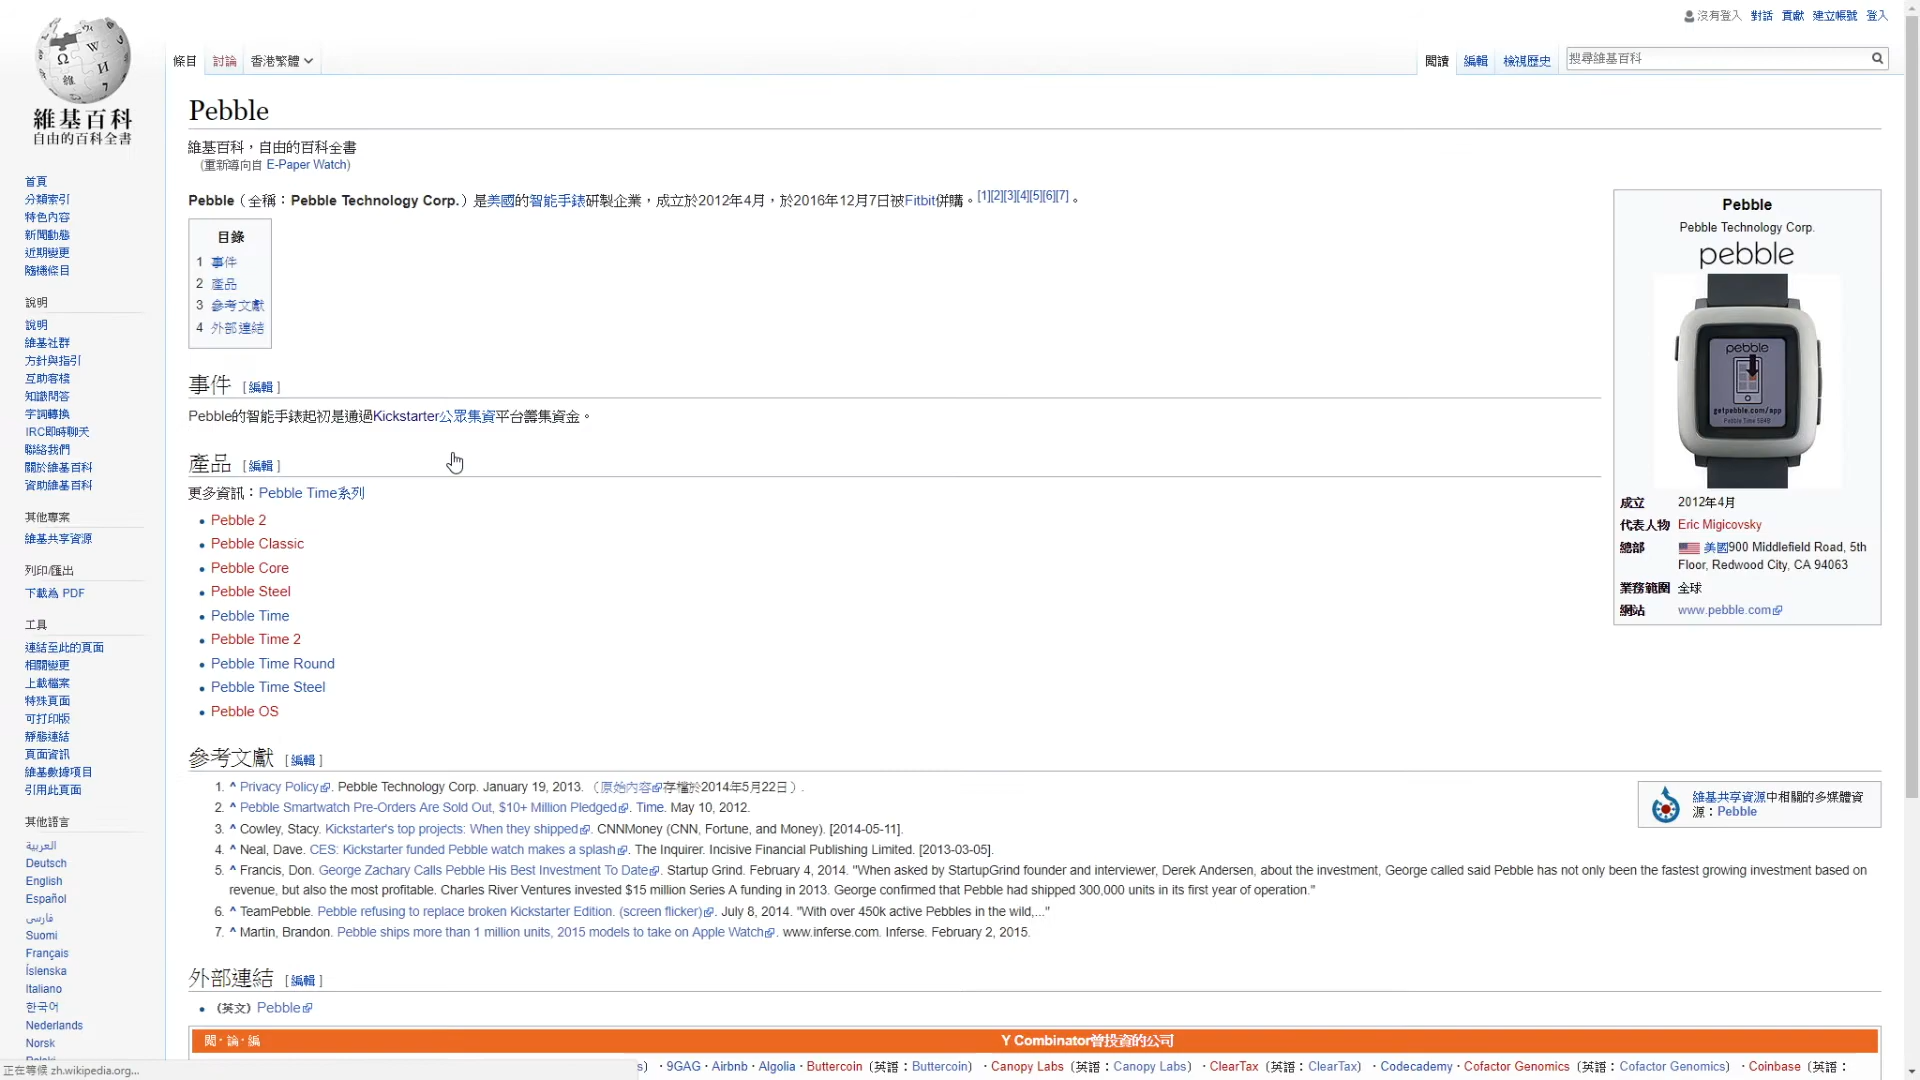 沒有登入 對話 貢獻 建立帳號 登入
條目 討論 香港繁體 閱讀 編輯 檢視歷史 搜尋維基百科
維基百科
自由的百科全書
首頁
分類索引
特色內容
新聞動態
近期變更
隨機條目
說明
說明
維基社群
方針與指引
互助客棧
知識問答
字詞轉換
IRC即時聊天
聯絡我們
關於維基百科
資助維基百科
其他專案
維基共享資源
列印/匯出
下載為 PDF
工具
連結至此的頁面
相關變更
上載檔案
特殊頁面
可打印版
靜態連結
頁面資訊
維基數據項目
引用此頁面
其他語言
العربية
Deutsch
English
Español
فارسی
Suomi
Français
Íslenska
Italiano
한국어
Nederlands
Norsk
正在等候 zh.wikipedia.org...
Pebble
維基百科，自由的百科全書
(重新導向自 E-Paper Watch)
Pebble（全稱：Pebble Technology Corp.）是美國的智能手錶研製企業，成立於2012年4月，於2016年12月7日被Fitbit併購。[1][2][3][4][5][6][7]。
目錄
1 事件
2 產品
3 參考文獻
4 外部連結
事件 [編輯]
Pebble的智能手錶起初是通過Kickstarter公眾集資平台籌集資金。
產品 [編輯]
更多資訊：Pebble Time系列
• Pebble 2
• Pebble Classic
• Pebble Core
• Pebble Steel
• Pebble Time
• Pebble Time 2
• Pebble Time Round
• Pebble Time Steel
• Pebble OS
Pebble
Pebble Technology Corp.
pebble
pebble
getpebble.com/app
成立 2012年4月
代表人物 Eric Migicovsky
總部 美國900 Middlefield Road, 5th
Floor, Redwood City, CA 94063
業務範圍 全球
網站 www.pebble.com
參考文獻 [編輯]
1. ^ Privacy Policy. Pebble Technology Corp. January 19, 2013. （原始內容存檔於2014年5月22日）.
2. ^ Pebble Smartwatch Pre-Orders Are Sold Out, $10+ Million Pledged. Time. May 10, 2012.
3. ^ Cowley, Stacy. Kickstarter's top projects: When they shipped. CNNMoney (CNN, Fortune, and Money). [2014-05-11].
4. ^ Neal, Dave. CES: Kickstarter funded Pebble watch makes a splash. The Inquirer. Incisive Financial Publishing Limited. [2013-03-05].
5. ^ Francis, Don. George Zachary Calls Pebble His Best Investment To Date. Startup Grind. February 4, 2014. "When asked by StartupGrind founder and interviewer, Derek Andersen, about the investment, George called said Pebble has not only been the fastest growing investment based on
revenue, but also the most profitable. Charles River Ventures invested $15 million Series A funding in 2013. George confirmed that Pebble had shipped 300,000 units in its first year of operation."
6. ^ TeamPebble. Pebble refusing to replace broken Kickstarter Edition. (screen flicker). July 8, 2014. "With over 450k active Pebbles in the wild,..."
7. ^ Martin, Brandon. Pebble ships more than 1 million units, 2015 models to take on Apple Watch. www.inferse.com. Inferse. February 2, 2015.
維基共享資源中相關的多媒體資
源：Pebble
外部連結 [編輯]
• (英文) Pebble
閱·論·編 Y Combinator曾投資的公司
s） · 9GAG · Airbnb · Algolia · Buttercoin（英語：Buttercoin） · Canopy Labs（英語：Canopy Labs） · ClearTax（英語：ClearTax） · Codecademy · Cofactor Genomics（英語：Cofactor Genomics） · Coinbase（英語：